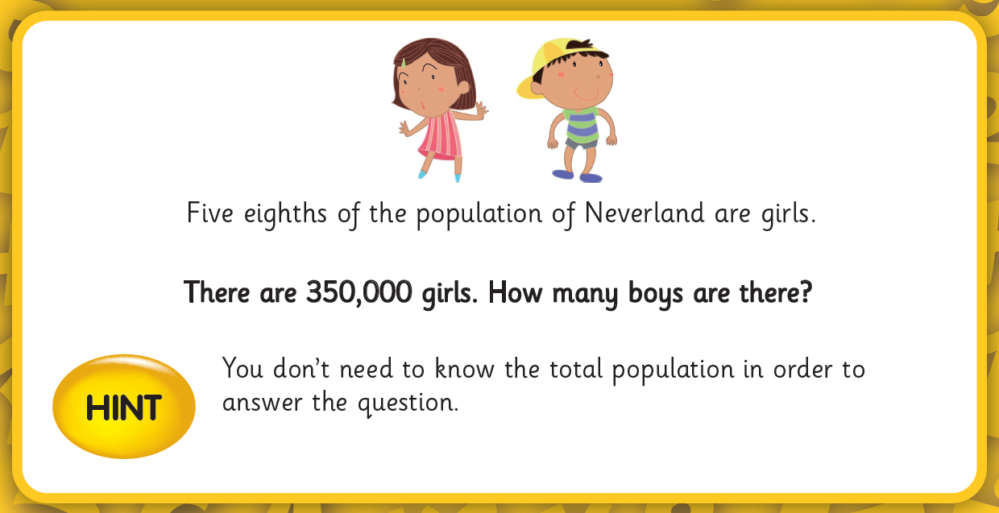 Five eighths of the population of Neverland are girls.
There are 350,000 girls. How many boys are there?
HINT
You don't need to know the total population in order to
answer the question.